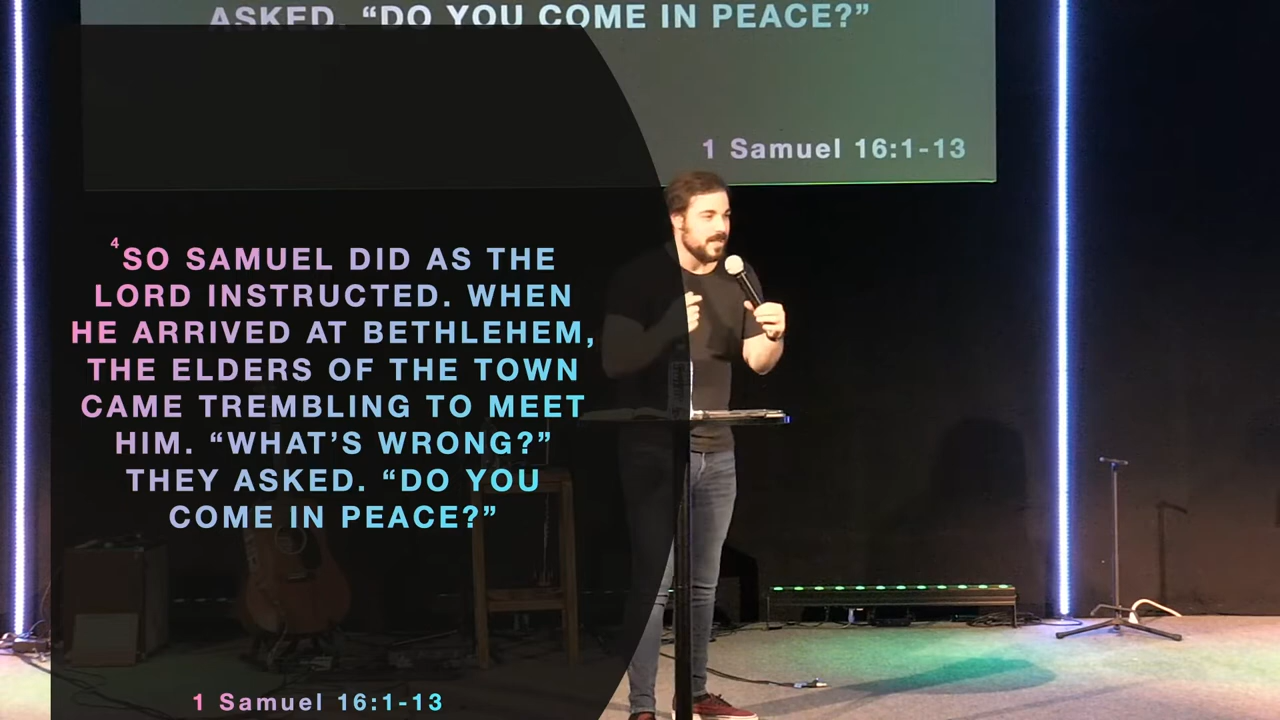 ASKED. “DO YOU COME IN PEACE?”
1 Samuel 16:1-13
⁴SO SAMUEL DID AS THE
LORD INSTRUCTED. WHEN
HE ARRIVED AT BETHLEHEM,
THE ELDERS OF THE TOWN
CAME TREMBLING TO MEET
HIM. “WHAT’S WRONG?”
THEY ASKED. “DO YOU
COME IN PEACE?”
1 Samuel 16:1-13